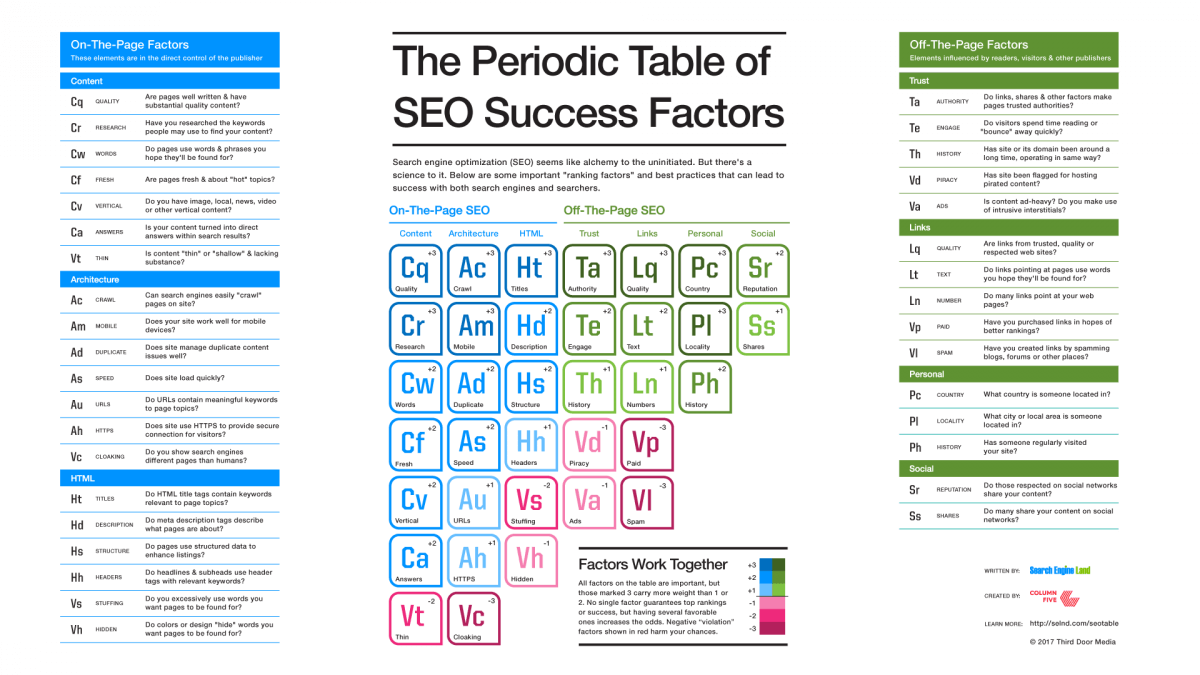 On-The-Page Factors
These elements are in the direct control of the publisher
Content
Cq QUALITY Are pages well written & have
substantial quality content?
Cr RESEARCH Have you researched the keywords
people may use to find your content?
Cw WORDS Do pages use words & phrases you
hope they'll be found for?
Cf FRESH Are pages fresh & about "hot" topics?
Cv VERTICAL Do you have image, local, news, video
or other vertical content?
Ca ANSWERS Is your content turned into direct
answers within search results?
Vt THIN Is content "thin" or "shallow" & lacking
substance?
Architecture
Ac CRAWL Can search engines easily "crawl"
pages on site?
Am MOBILE Does your site work well for mobile
devices?
Ad DUPLICATE Does site manage duplicate content
issues well?
As SPEED Does site load quickly?
Au URLS Do URLs contain meaningful keywords
to page topics?
Ah HTTPS Does site use HTTPS to provide secure
connection for visitors?
Vc CLOAKING Do you show search engines
different pages than humans?
HTML
Ht TITLES Do HTML title tags contain keywords
relevant to page topics?
Hd DESCRIPTION Do meta description tags describe
what pages are about?
Hs STRUCTURE Do pages use structured data to
enhance listings?
Hh HEADERS Do headlines & subheads use header
tags with relevant keywords?
Vs STUFFING Do you excessively use words you
want pages to be found for?
Vh HIDDEN Do colors or design "hide" words you
want pages to be found for?
The Periodic Table of
SEO Success Factors
Search engine optimization (SEO) seems like alchemy to the uninitiated. But there's a
science to it. Below are some important "ranking factors" and best practices that can lead to
success with both search engines and searchers.
On-The-Page SEO Off-The-Page SEO
Content Architecture HTML Trust Links Personal Social
+3 +3 +3 +3 +3 +3 +2
Cq Ac Ht Ta Lq Pc Sr
Quality Crawl Titles Authority Quality Country Reputation
+3 +3 +2 +2 +2 +3 +1
Cr Am Hd Te Lt Pl Ss
Research Mobile Description Engage Text Locality Shares
+2 +2 +2 +1 +1 +2
Cw Ad Hs Th Ln Ph
Words Duplicate Structure History Numbers History
+2 +2 +1 -1 -3
Cf As Hh Vd Vp
Fresh Speed Headers Piracy Paid
+2 +1 -2 -1 -3
Cv Au Vs Va Vl
Vertical URLs Stuffing Ads Spam
+2 +1 -1
Ca Ah Vh
Answers HTTPS Hidden
-2 -3
Vt Vc
Thin Cloaking
Factors Work Together
All factors on the table are important, but
those marked 3 carry more weight than 1 or
2. No single factor guarantees top rankings
or success, but having several favorable
ones increases the odds. Negative "violation"
factors shown in red harm your chances.
+3
+2
+1
-1
-2
-3
Off-The-Page Factors
Elements influenced by readers, visitors & other publishers
Trust
Ta AUTHORITY Do links, shares & other factors make
pages trusted authorities?
Te ENGAGE Do visitors spend time reading or
"bounce" away quickly?
Th HISTORY Has site or its domain been around a
long time, operating in same way?
Vd PIRACY Has site been flagged for hosting
pirated content?
Va ADS Is content ad-heavy? Do you make use
of intrusive interstitials?
Links
Lq QUALITY Are links from trusted, quality or
respected web sites?
Lt TEXT Do links pointing at pages use words
you hope they'll be found for?
Ln NUMBER Do many links point at your web
pages?
Vp PAID Have you purchased links in hopes of
better rankings?
Vl SPAM Have you created links by spamming
blogs, forums or other places?
Personal
Pc COUNTRY What country is someone located in?
Pl LOCALITY What city or local area is someone
located in?
Ph HISTORY Has someone regularly visited
your site?
Social
Sr REPUTATION Do those respected on social networks
share your content?
Ss SHARES Do many share your content on social
networks?
WRITTEN BY: Search Engine Land
CREATED BY: COLUMN
FIVE
LEARN MORE: http://selnd.com/seotable
© 2017 Third Door Media